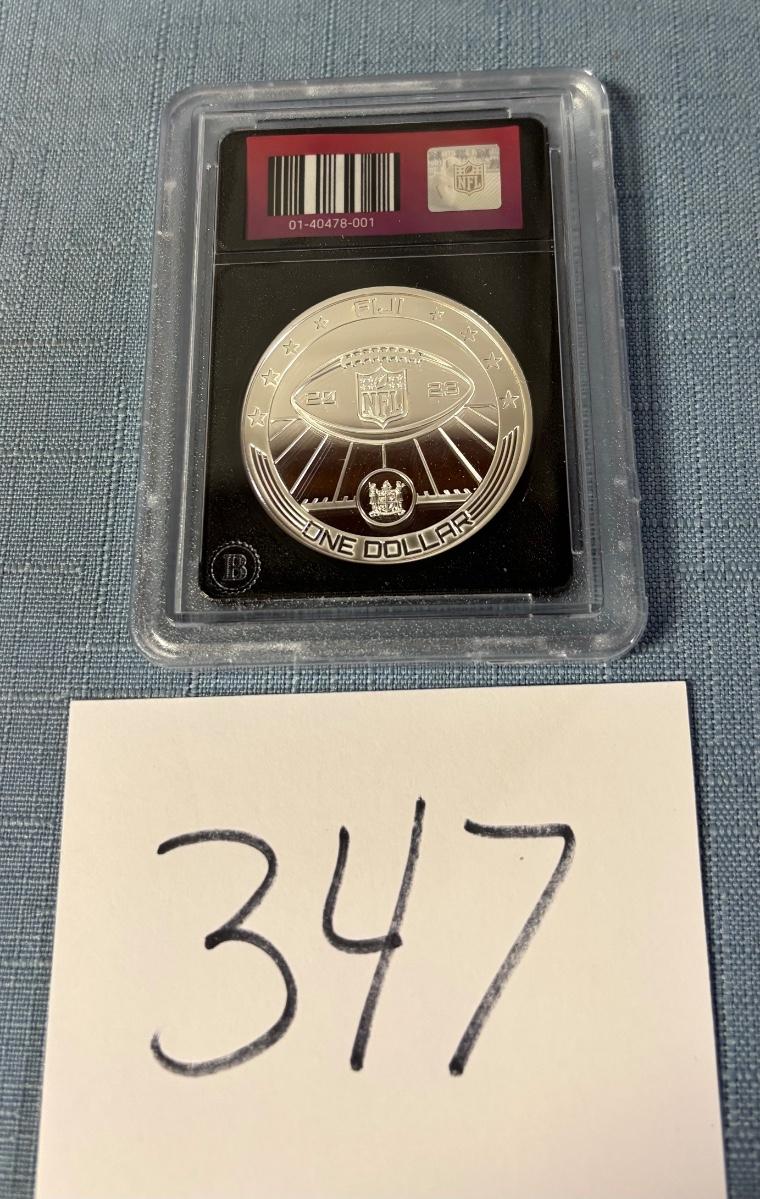 NFL
01-40478-001
FIJI
20 23
NFL
ONE DOLLAR
B
347